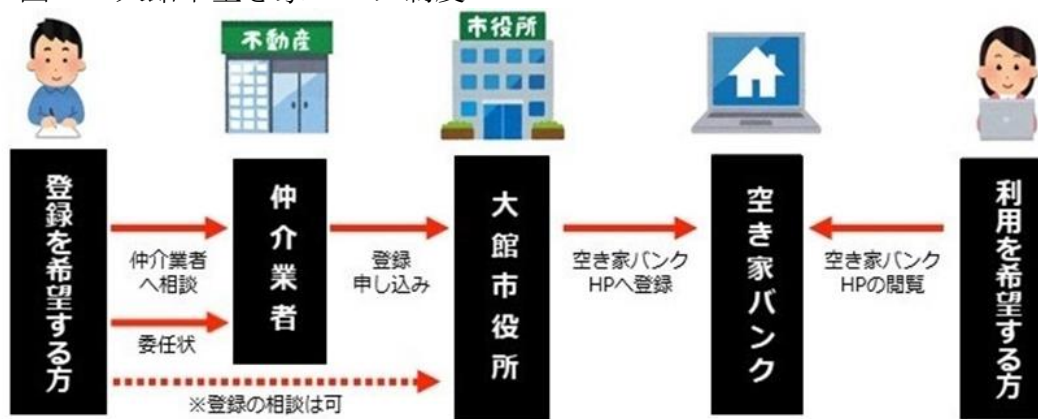 不動産
市役所
登録を希望する方
仲介業者
大館市役所
空き家バンク
利用を希望する方
仲介業者
へ相談
登録
申し込み
空き家バンク
HPへ登録
空き家バンク
HPの閲覧
委任状
※登録の相談は可